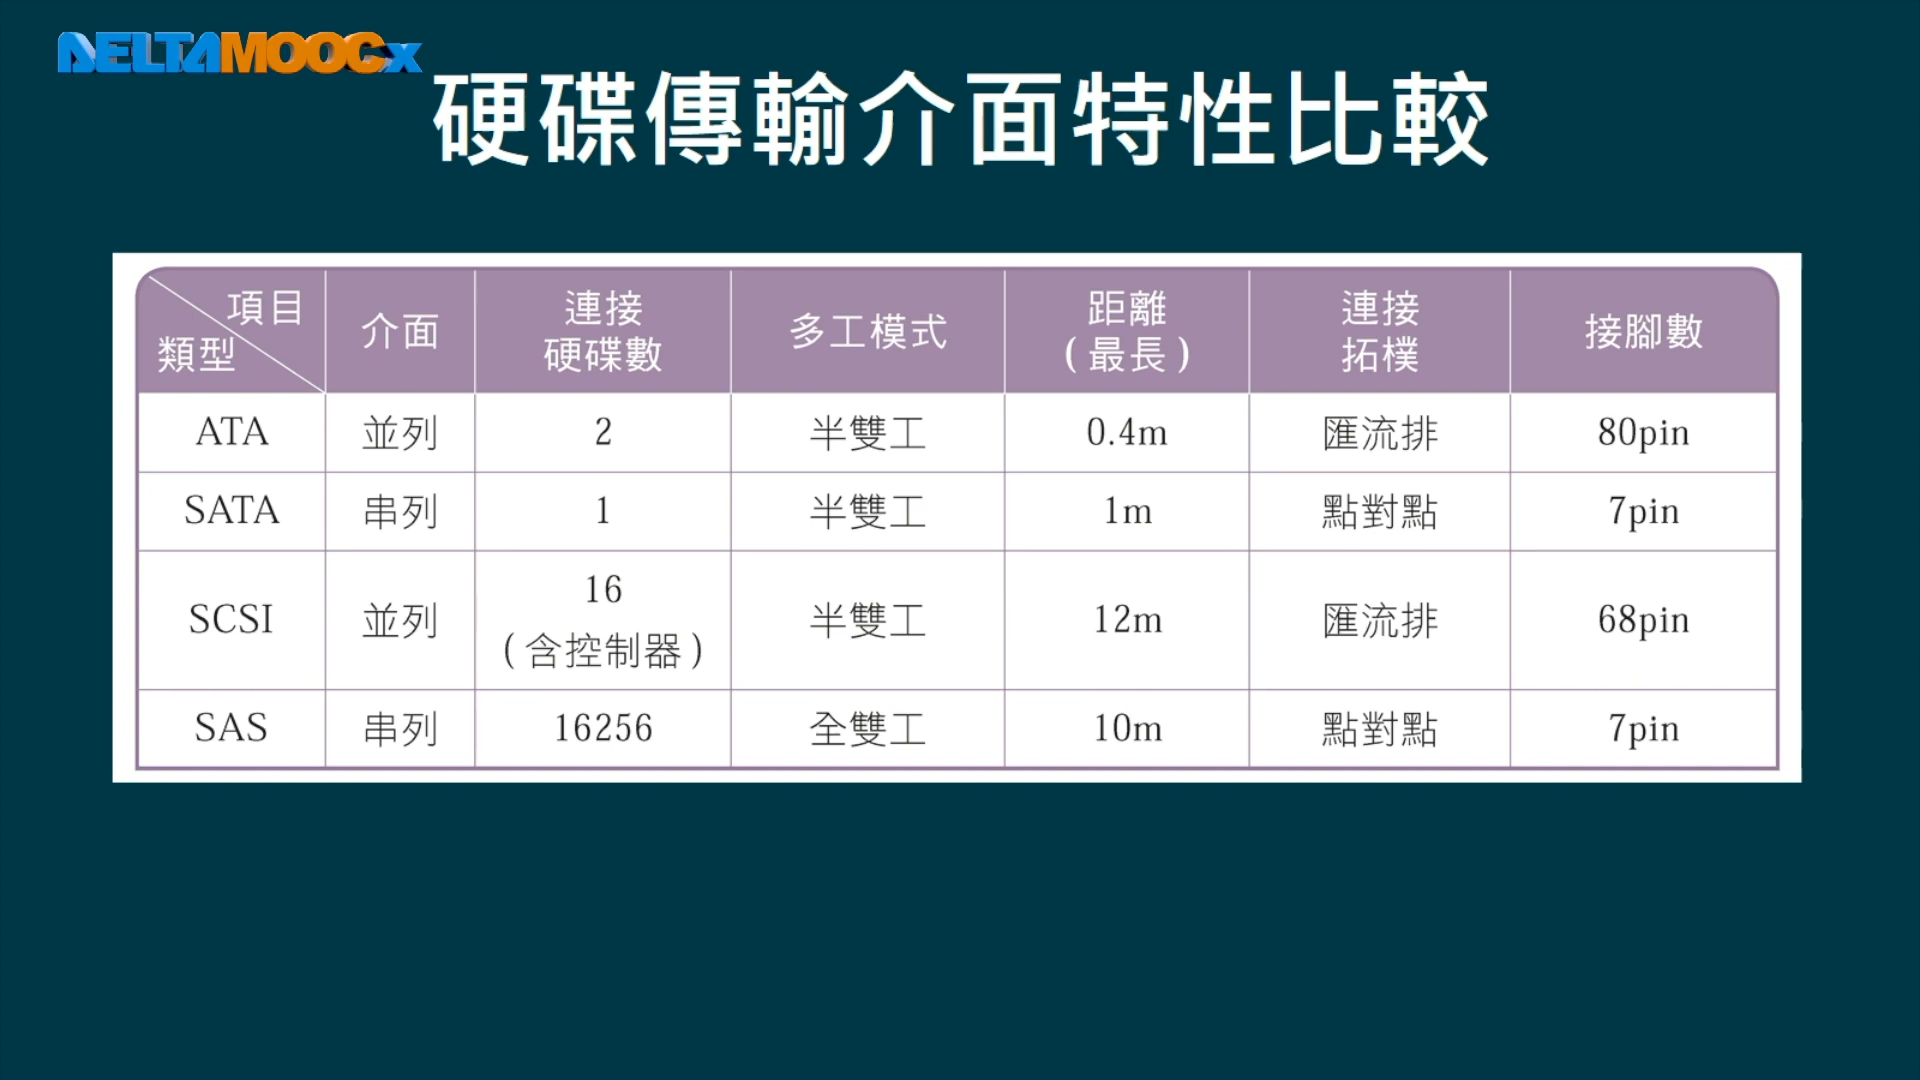 DELTAMOOCx
硬碟傳輸介面特性比較
項目
類型
介面
連接
硬碟數
多工模式
距離
(最長)
連接
拓樸
接腳數
ATA 並列 2 半雙工 0.4m 匯流排 80pin
SATA 串列 1 半雙工 1m 點對點 7pin
SCSI 並列 16 半雙工 12m 匯流排 68pin
(含控制器)
SAS 串列 16256 全雙工 10m 點對點 7pin